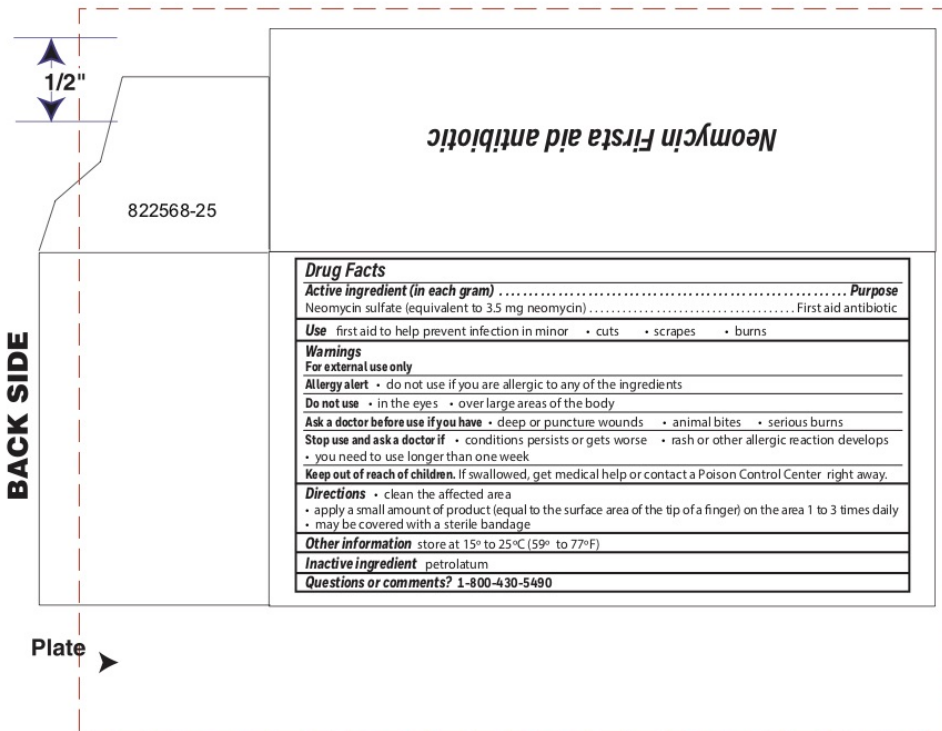 1/2"
Neomycin Firsta aid antibiotic
822568-25
BACK SIDE
Drug Facts
Active ingredient (in each gram) ............................................................ Purpose
Neomycin sulfate (equivalent to 3.5 mg neomycin) .................................... First aid antibiotic
Use first aid to help prevent infection in minor • cuts • scrapes • burns
Warnings
For external use only
Allergy alert • do not use if you are allergic to any of the ingredients
Do not use • in the eyes • over large areas of the body
Ask a doctor before use if you have • deep or puncture wounds • animal bites • serious burns
Stop use and ask a doctor if • conditions persists or gets worse • rash or other allergic reaction develops
• you need to use longer than one week
Keep out of reach of children. If swallowed, get medical help or contact a Poison Control Center right away.
Directions • clean the affected area
• apply a small amount of product (equal to the surface area of the tip of a finger) on the area 1 to 3 times daily
• may be covered with a sterile bandage
Other information store at 15º to 25ºC (59º to 77ºF)
Inactive ingredient petrolatum
Questions or comments? 1-800-430-5490
Plate